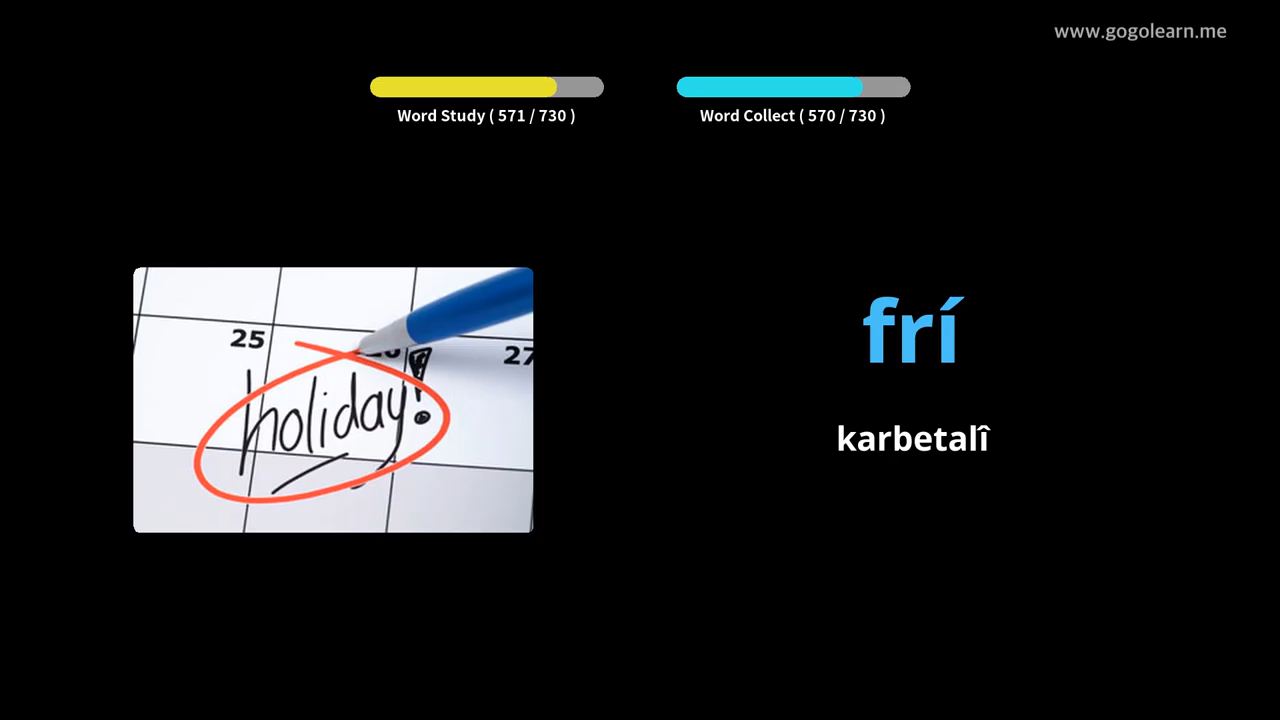 www.gogolearn.me
Word Study ( 571 / 730 )
Word Collect ( 570 / 730 )
25
27
holiday!
frí
karbetalî